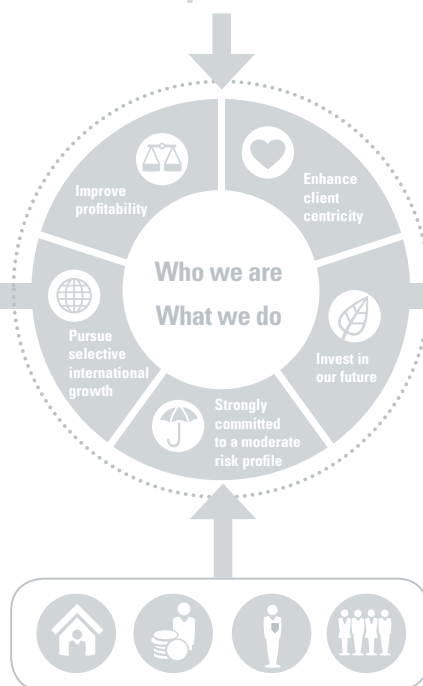 Improve
profitability
Enhance
client
centricity
Who we are
What we do
Pursue
selective
international
growth
Invest in
our future
Strongly
committed
to a moderate
risk profile